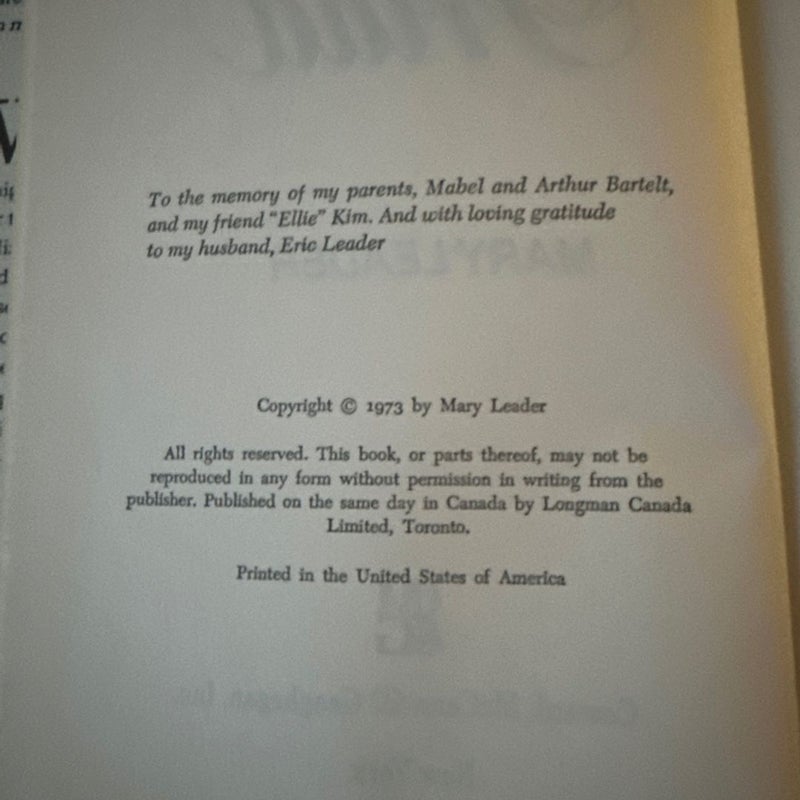 To the memory of my parents, Mabel and Arthur Bartelt,
and my friend "Ellie" Kim. And with loving gratitude
to my husband, Eric Leader
Copyright © 1973 by Mary Leader
All rights reserved. This book, or parts thereof, may not be
reproduced in any form without permission in writing from the
publisher. Published on the same day in Canada by Longman Canada
Limited, Toronto.
Printed in the United States of America